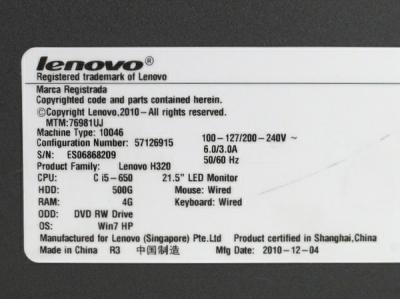 lenovo®
Registered trademark of Lenovo
Marca Registrada
Copyrighted code and parts contained herein.
©Copyright Lenovo,2010-All rights reserved.
MTM:76981UJ
Machine Type: 10046
Configuration Number: 57126915
S/N: ES06868209
100-127/200-240V~
6.0/3.0A
50/60 Hz
Product Family: Lenovo H320
CPU: C i5-650 21.5" LED Monitor
HDD: 500G Mouse: Wired
RAM: 4G Keyboard: Wired
ODD: DVD RW Drive
OS: Win7 HP
Manufactured for Lenovo (Singapore) Pte.Ltd Product certified in Shanghai,China
Made in China R3 中国制造 Mfg Date: 2010-12-04